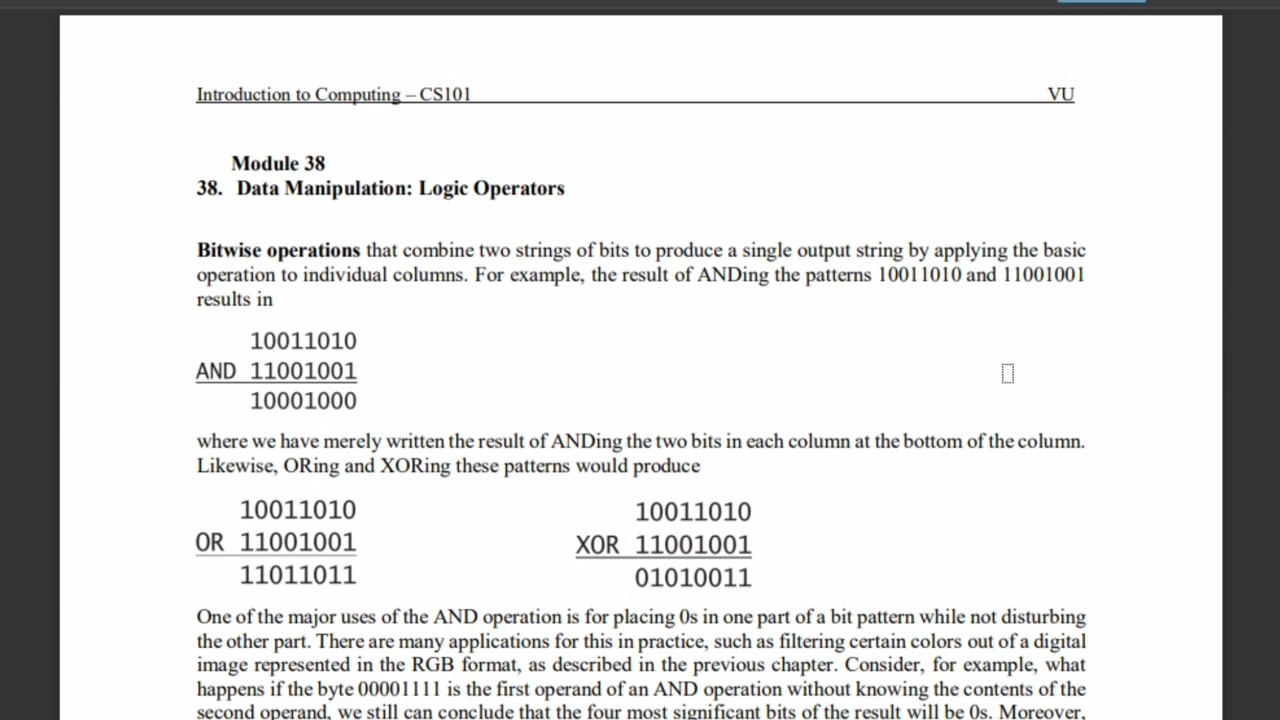 Introduction to Computing – CS101 VU
Module 38
38. Data Manipulation: Logic Operators
Bitwise operations that combine two strings of bits to produce a single output string by applying the basic
operation to individual columns. For example, the result of ANDing the patterns 10011010 and 11001001
results in
10011010
AND 11001001
10001000
where we have merely written the result of ANDing the two bits in each column at the bottom of the column.
Likewise, ORing and XORing these patterns would produce
10011010
OR 11001001
11011011
10011010
XOR 11001001
01010011
One of the major uses of the AND operation is for placing 0s in one part of a bit pattern while not disturbing
the other part. There are many applications for this in practice, such as filtering certain colors out of a digital
image represented in the RGB format, as described in the previous chapter. Consider, for example, what
happens if the byte 00001111 is the first operand of an AND operation without knowing the contents of the
second operand, we still can conclude that the four most significant bits of the result will be 0s. Moreover,